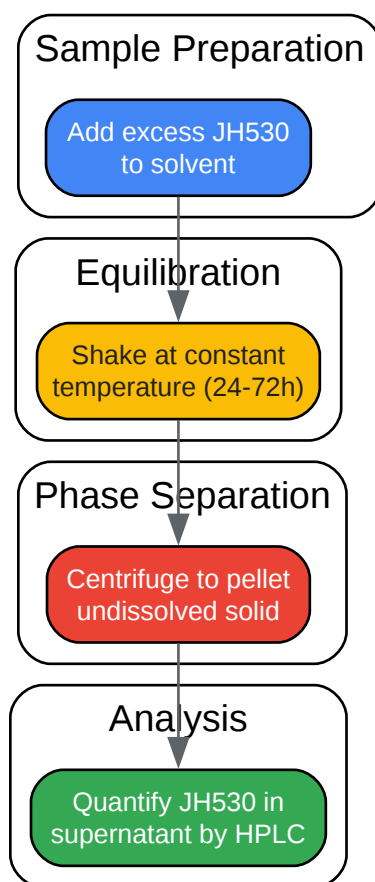 Sample Preparation
Add excess JH530
to solvent
Equilibration
Shake at constant
temperature (24-72h)
Phase Separation
Centrifuge to pellet
undissolved solid
Analysis
Quantify JH530 in
supernatant by HPLC